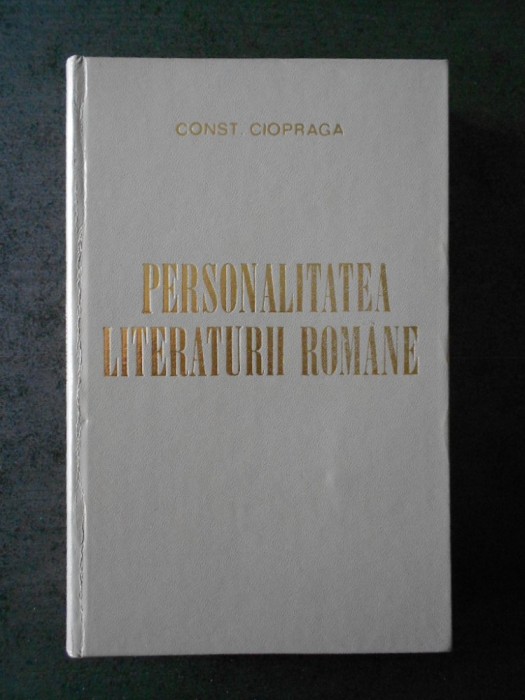 CONST. CIOPRAGA
PERSONALITATEA
LITERATURII ROMÂNE